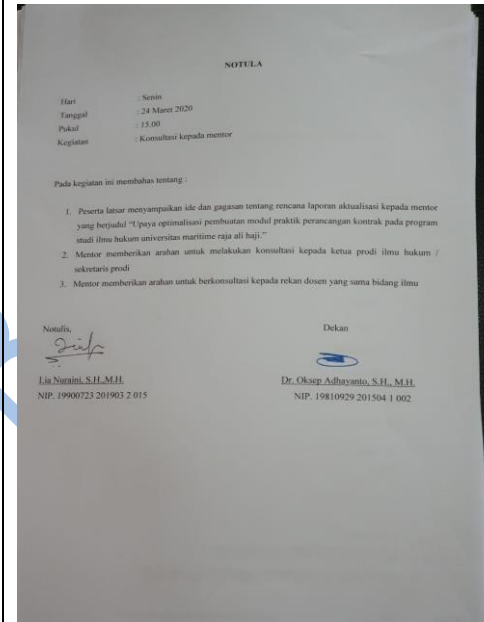 NOTULA
Hari : Senin
Tanggal : 24 Maret 2020
Pukul : 15.00
Kegiatan : Konsultasi kepada mentor
Pada kegiatan ini membahas tentang :
1. Peserta latsar menyampaikan ide dan gagasan tentang rencana laporan aktualisasi kepada mentor
yang berjudul "Upaya optimalisasi pembuatan modul praktik perancangan kontrak pada program
studi ilmu hukum universitas maritime raja ali haji."
2. Mentor memberikan arahan untuk melakukan konsultasi kepada ketua prodi ilmu hukum /
sekretaris prodi
3. Mentor memberikan arahan untuk berkonsultasi kepada rekan dosen yang sama bidang ilmu
Notulis,
Dekan
Lia Nuraini, S.H.,M.H.
Dr. Oksep Adhayanto, S.H., M.H.
NIP. 19900723 201903 2 015
NIP. 19810929 201504 1 002